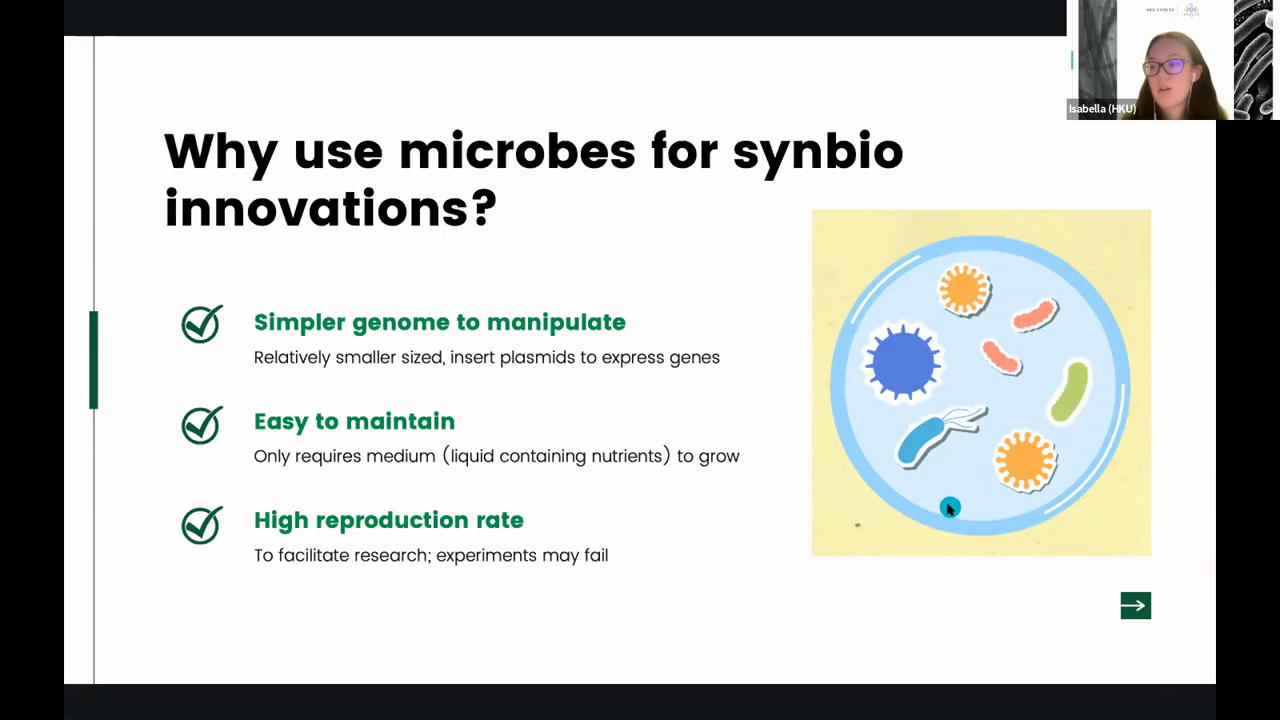 HKU EVOLVE
Isabella (HKU)
Why use microbes for synbio
innovations?
Simpler genome to manipulate
Relatively smaller sized, insert plasmids to express genes
Easy to maintain
Only requires medium (liquid containing nutrients) to grow
High reproduction rate
To facilitate research; experiments may fail